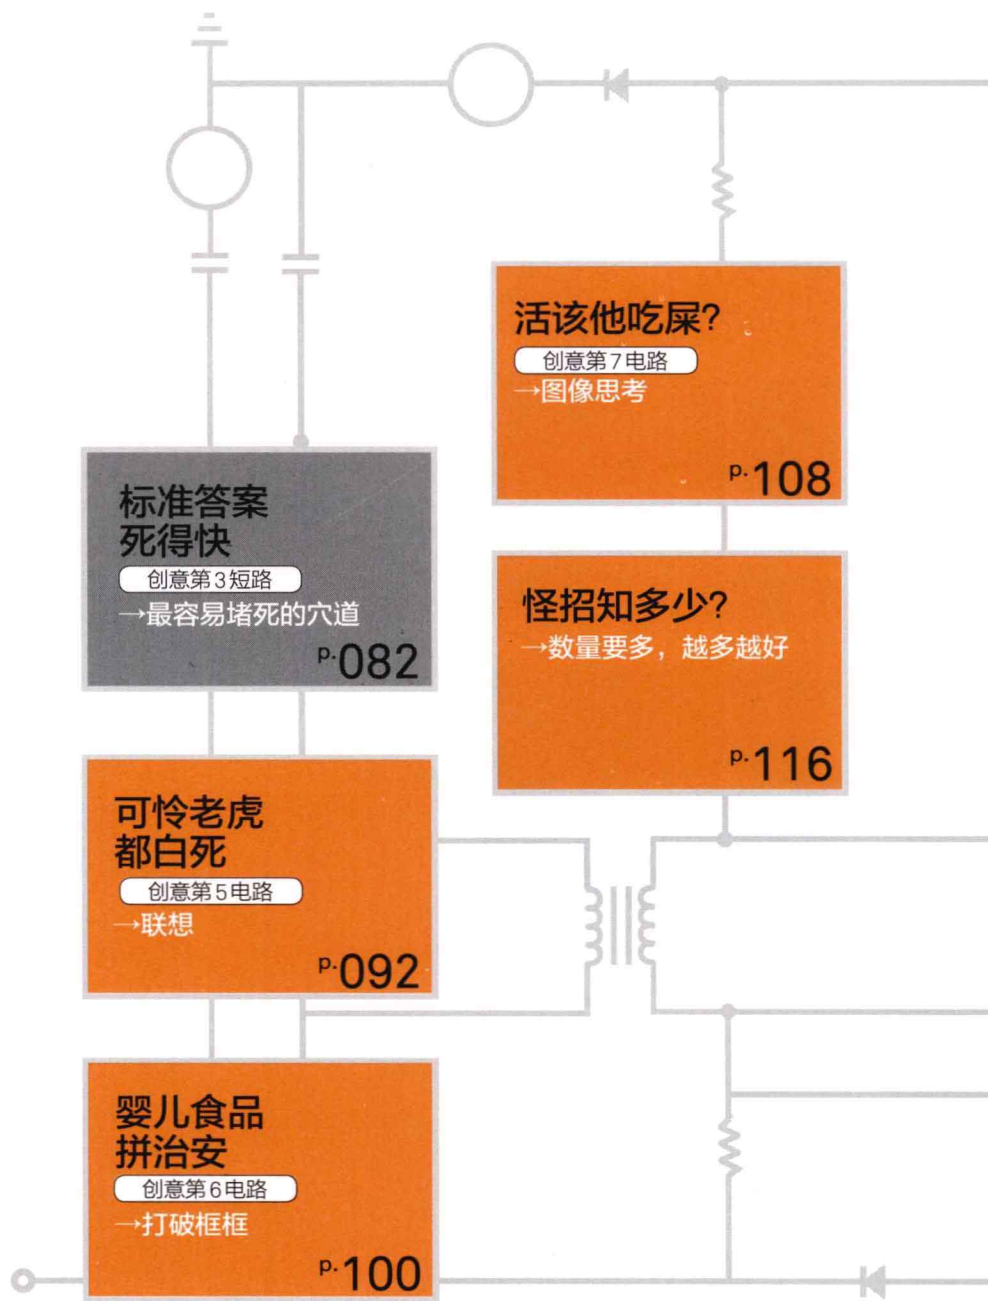 标准答案
死得快
创意第3短路
→最容易堵死的穴道
p.082
可怜老虎
都白死
创意第5电路
→联想
p.092
婴儿食品
拼治安
创意第6电路
→打破框框
p.100
活该他吃屎?
创意第7电路
→图像思考
p.108
怪招知多少?
→数量要多，越多越好
p.116